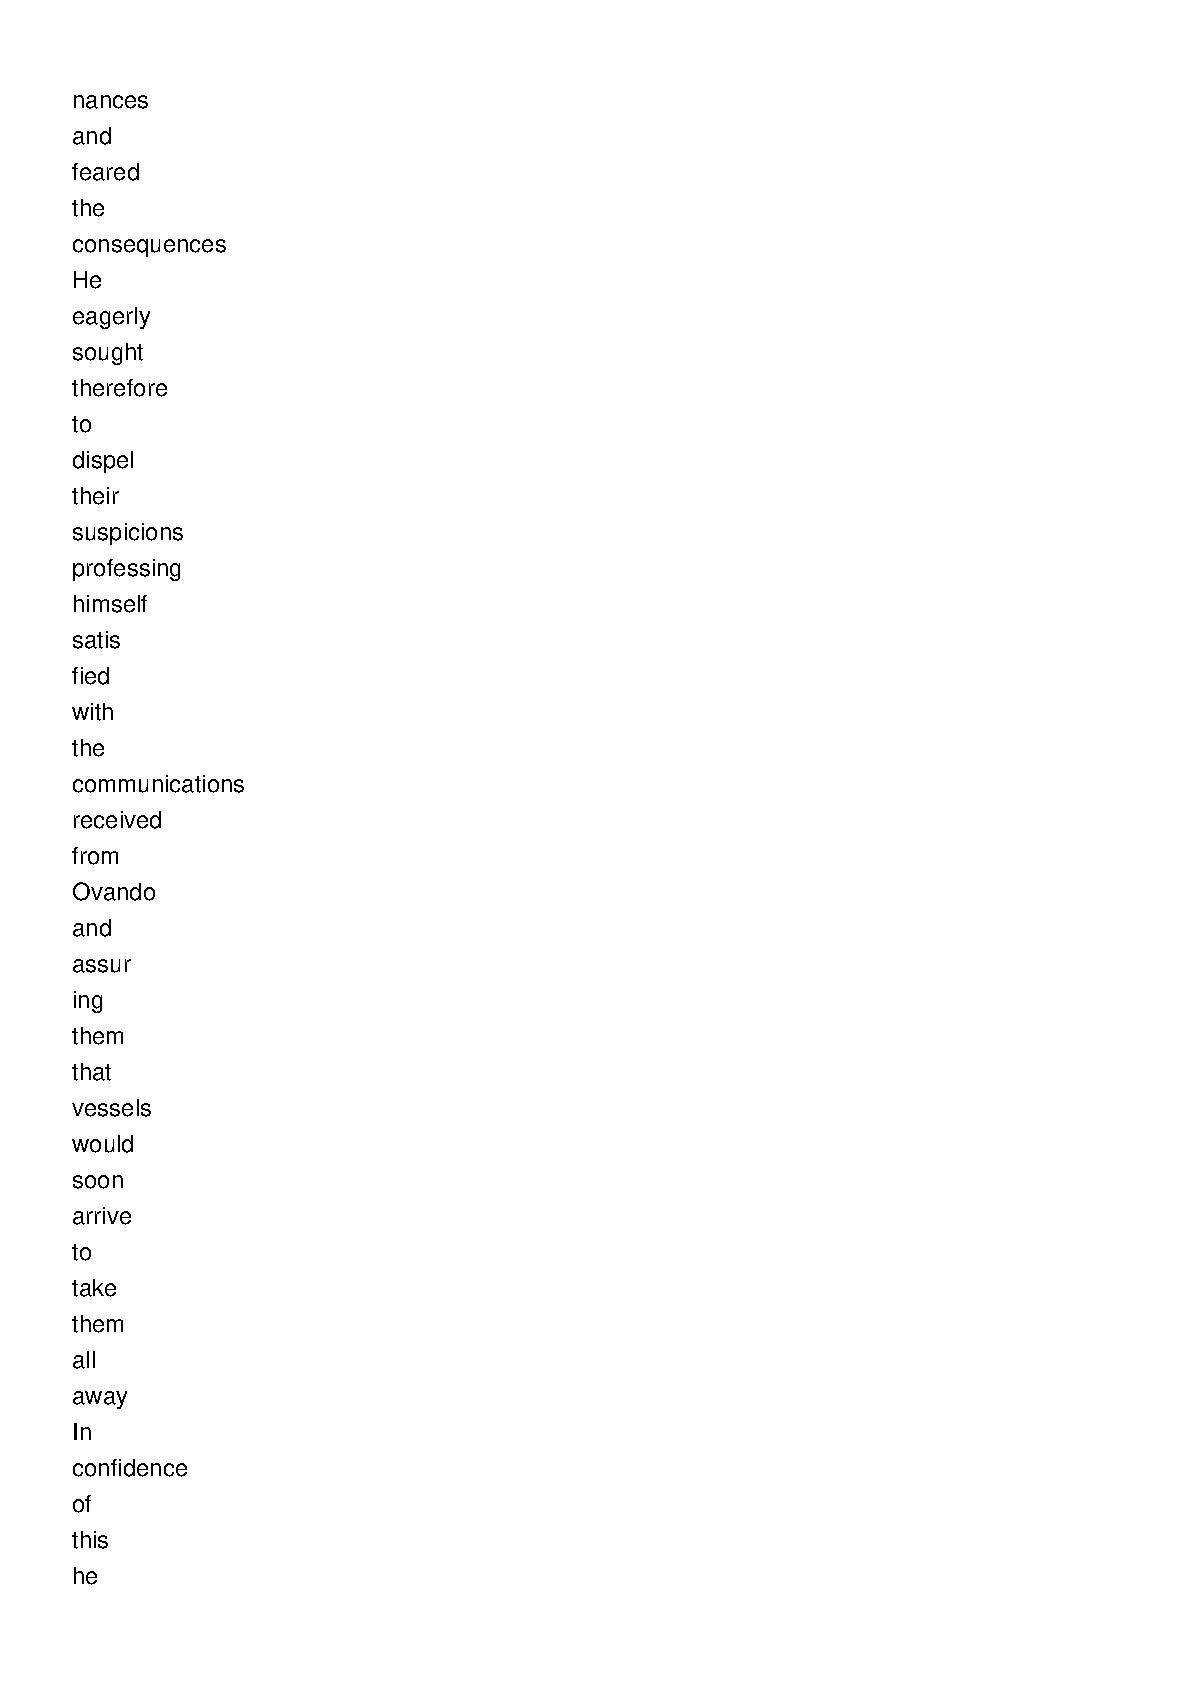 nances
and
feared
the
consequences
He
eagerly
sought
therefore
to
dispel
their
suspicions
professing
himself
satis
fied
with
the
communications
received
from
Ovando
and
assur
ing
them
that
vessels
would
soon
arrive
to
take
them
all
away
In
confidence
of
this
he